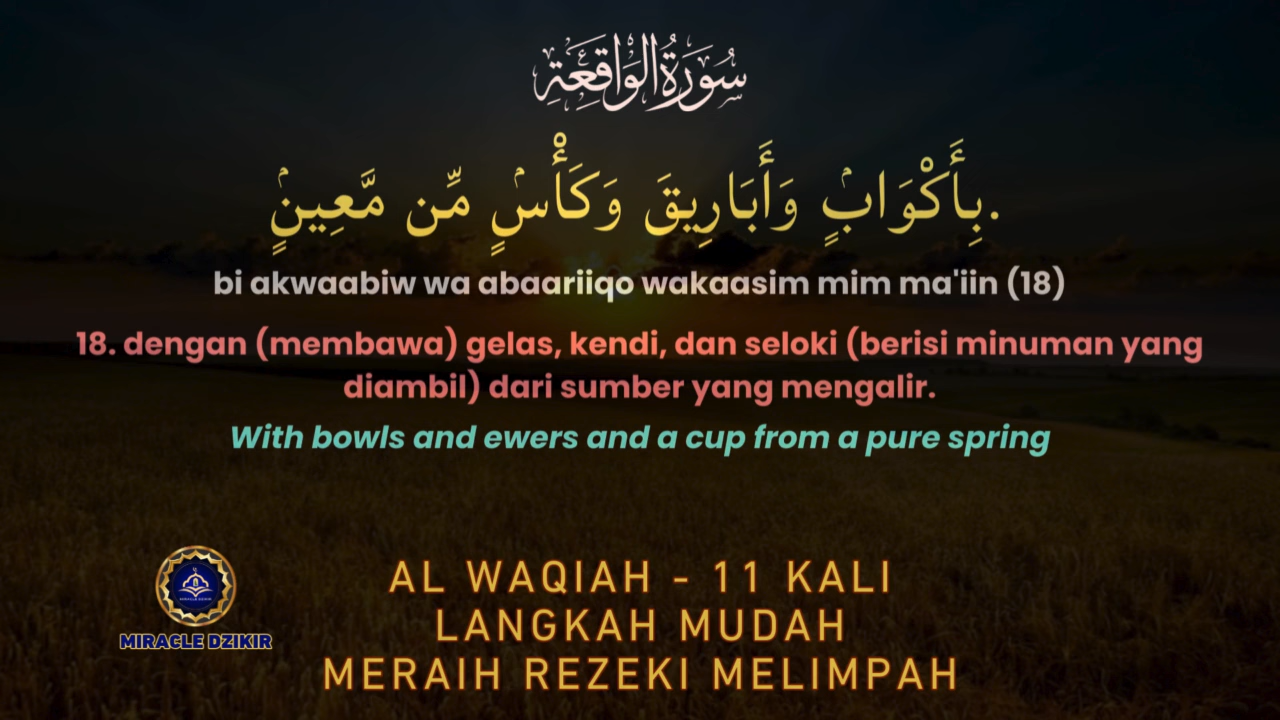 سُورَةُ الوَاقِعَةِ
.بِأَكْوَابٍۢ وَأَبَارِيقَ وَكَأْسٍۢ مِّن مَّعِينٍۢ
bi akwaabiw wa abaariiqo wakaasim mim ma'iin (18)
18. dengan (membawa) gelas, kendi, dan seloki (berisi minuman yang
diambil) dari sumber yang mengalir.
With bowls and ewers and a cup from a pure spring
AL WAQIAH - 11 KALI
LANGKAH MUDAH
MERAIH REZEKI MELIMPAH
MIRACLE DZIKIR
MIRACLE DZIKIR